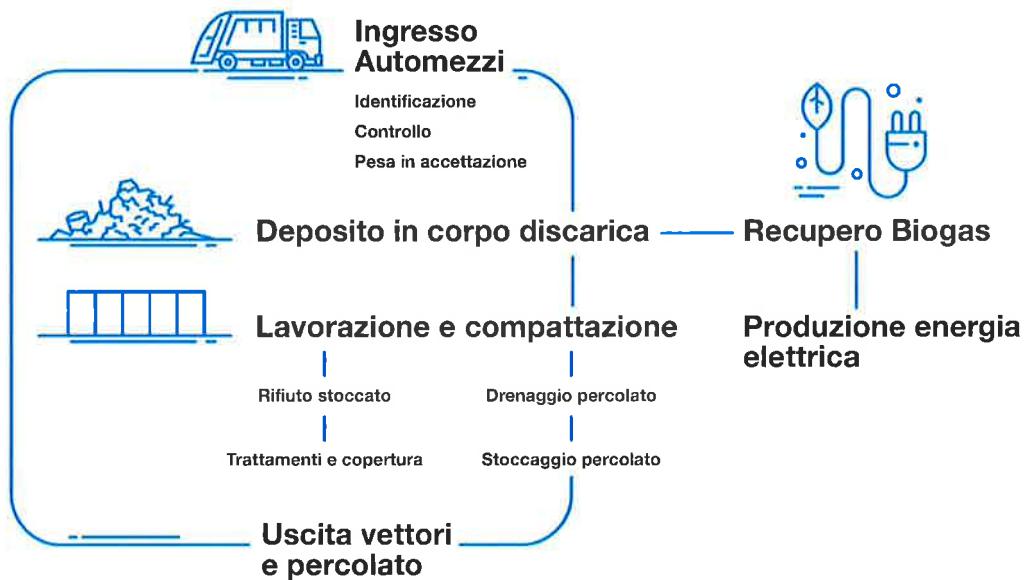 Ingresso
Automezzi
Identificazione
Controllo
Pesa in accettazione
Deposito in corpo discarica
Recupero Biogas
Lavorazione e compattazione
Produzione energia
elettrica
Rifiuto stoccato
Drenaggio percolato
Trattamenti e copertura
Stoccaggio percolato
Uscita vettori
e percolato